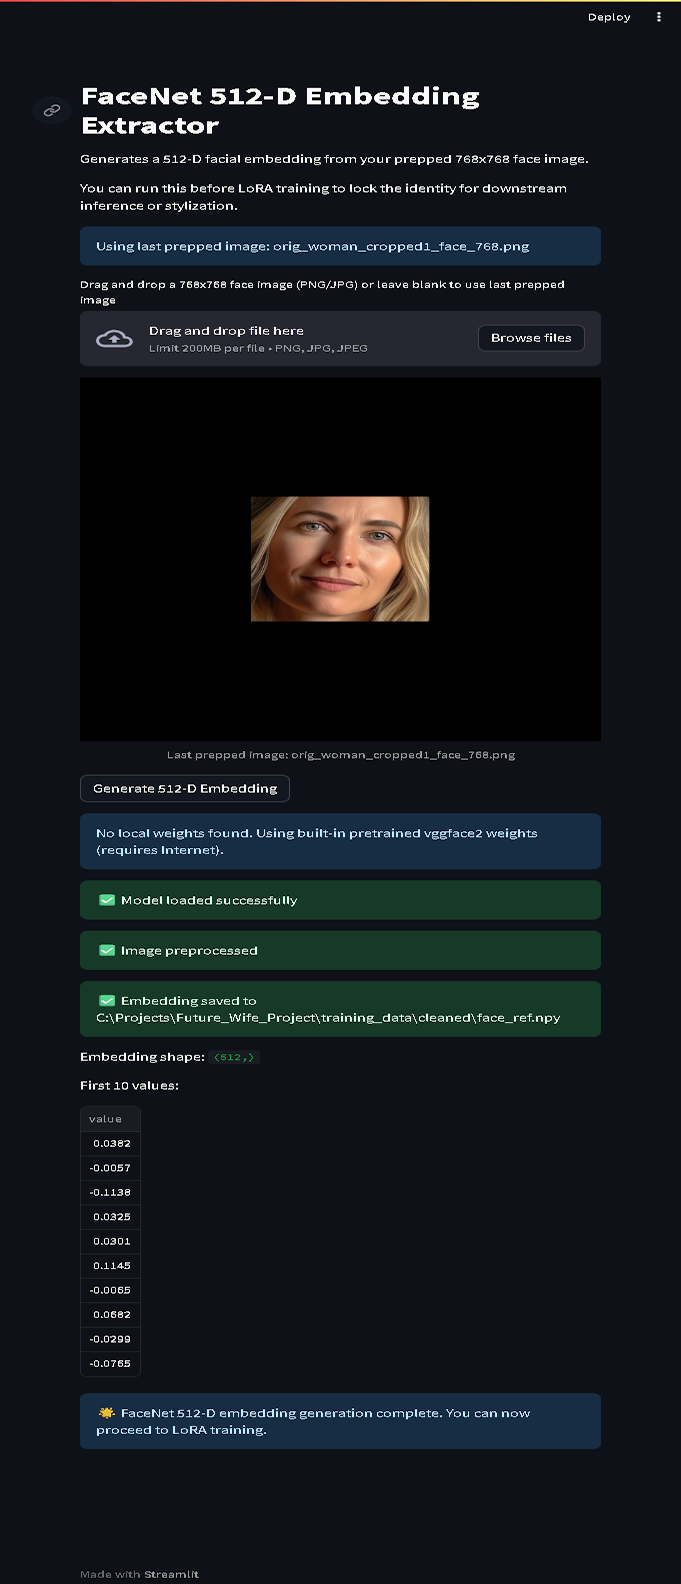 Deploy
FaceNet 512-D Embedding
Extractor
Generates a 512-D facial embedding from your prepped 768x768 face image.
You can run this before LoRA training to lock the identity for downstream
inference or stylization.
Using last prepped image: orig_woman_cropped1_face_768.png
Drag and drop a 768x768 face image (PNG/JPG) or leave blank to use last prepped
image
Drag and drop file here
Limit 200MB per file • PNG, JPG, JPEG
Browse files
Last prepped image: orig_woman_cropped1_face_768.png
Generate 512-D Embedding
No local weights found. Using built-in pretrained vggface2 weights
(requires Internet).
✅ Model loaded successfully
✅ Image preprocessed
✅ Embedding saved to
C:\Projects\Future_Wife_Project\training_data\cleaned\face_ref.npy
Embedding shape: (512,)
First 10 values:
value
0.0382
-0.0057
-0.1138
0.0325
0.0301
0.1145
-0.0065
0.0682
-0.0299
-0.0765
🌟 FaceNet 512-D embedding generation complete. You can now
proceed to LoRA training.
Made with Streamlit